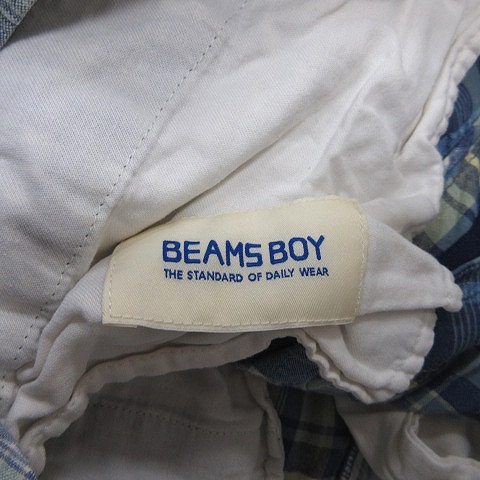 BEAMS BOY
THE STANDARD OF DAILY WEAR